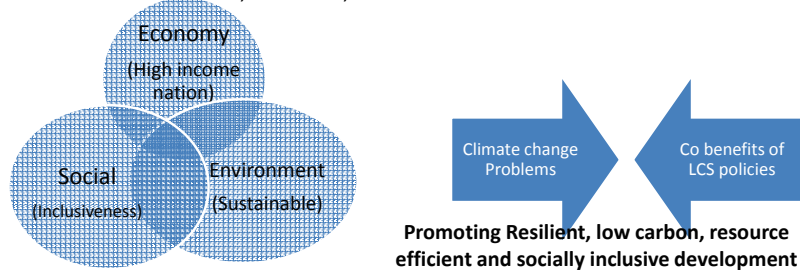 Economy
(High income
nation)
Social
(Inclusiveness)
Environment
(Sustainable)
Climate change
Problems
Co benefits of
LCS policies
Promoting Resilient, low carbon, resource
efficient and socially inclusive development